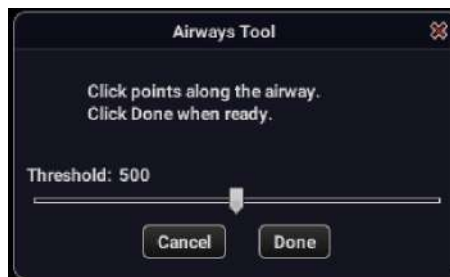 Airways Tool
Click points along the airway.
Click Done when ready.
Threshold: 500
Cancel Done